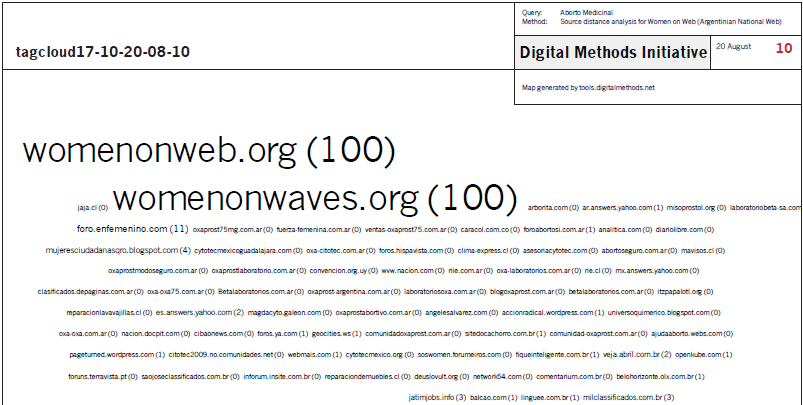 Query: Aborto Medicinal
Method: Source distance analysis for Women on Web (Argentinian National Web)
tagcloud17-10-20-08-10
Digital Methods Initiative
20 August
10
Map generated by tools.digitalmethods.net
womenonweb.org (100)
jaja.cl (0) womenonwaves.org (100) arborita.com (0) ar.answers.yahoo.com (1) misoprostol.org (0) laboratoriobeta-sa.com
foro.enfemenino.com (11) oxaprost75mg.com.ar (0) fuerza-femenina.com.ar (0) ventas-oxaprost75.com.ar (0) caracol.com.co (0) foroabortosi.com.ar (1) analitica.com (0) diariolibre.com (0)
mujeresciudadanasqro.blogspot.com (4) cytotecmexicoguadalajara.com (0) oxa-citotec.com.ar (0) foros.hispavista.com (0) clima-express.cl (0) asesoriacytotec.com (0) abortoseguro.com.ar (0) mavisos.cl (0)
oxaprostmodoseguro.com.ar (0) oxaprostlaboratorio.com.ar (0) convencion.org.uy (0) www.nacion.com (0) riie.com.ar (0) oxa-laboratorios.com.ar (0) rie.cl (0) mx.answers.yahoo.com (0)
clasificados.depaginas.com.ar (0) oxa-oxa75.com.ar (0) Betalaboratorios.com.ar (0) oxaprost-argentina.com.ar (0) laboratoriosoxa.com.ar (0) blogoxaprost.com.ar (0) betalaboratorios.com.ar (0) itzpapalotl.org (0)
reparacionlavavajillas.cl (0) es.answers.yahoo.com (2) magdacyto.galeon.com (0) oxaprostabortivo.com.ar (0) angelesalvarez.com (0) accionradical.wordpress.com (1) universoquimerico.blogspot.com (0)
oxa-oxa.com.ar (0) nacion.docpit.com (0) cibaonews.com (0) foros.ya.com (1) geocities.ws (1) comunidadoxaprost.com.ar (0) sitedocachorro.com.br (1) comunidad-oxaprost.com.ar (0) ajudaaborto.webs.com (0)
pageturned.wordpress.com (1) citotec2009.no.comunidades.net (0) webmais.com (1) cytotecmexico.org (0) soswomen.forumeiros.com (0) fiqueinteligente.com.br (1) veja.abril.com.br (2) openkube.com (1)
foruns.terravista.pt (0) saojoseclassificados.com.br (0) inforum.insite.com.br (0) reparaciondemuebles.cl (0) deuslovult.org (0) network54.com (0) comentarium.com.br (0) belohorizonte.olx.com.br (1)
jatimjobs.info (3) balcao.com (1) linguee.com.br (1) milclassificados.com.br (3)